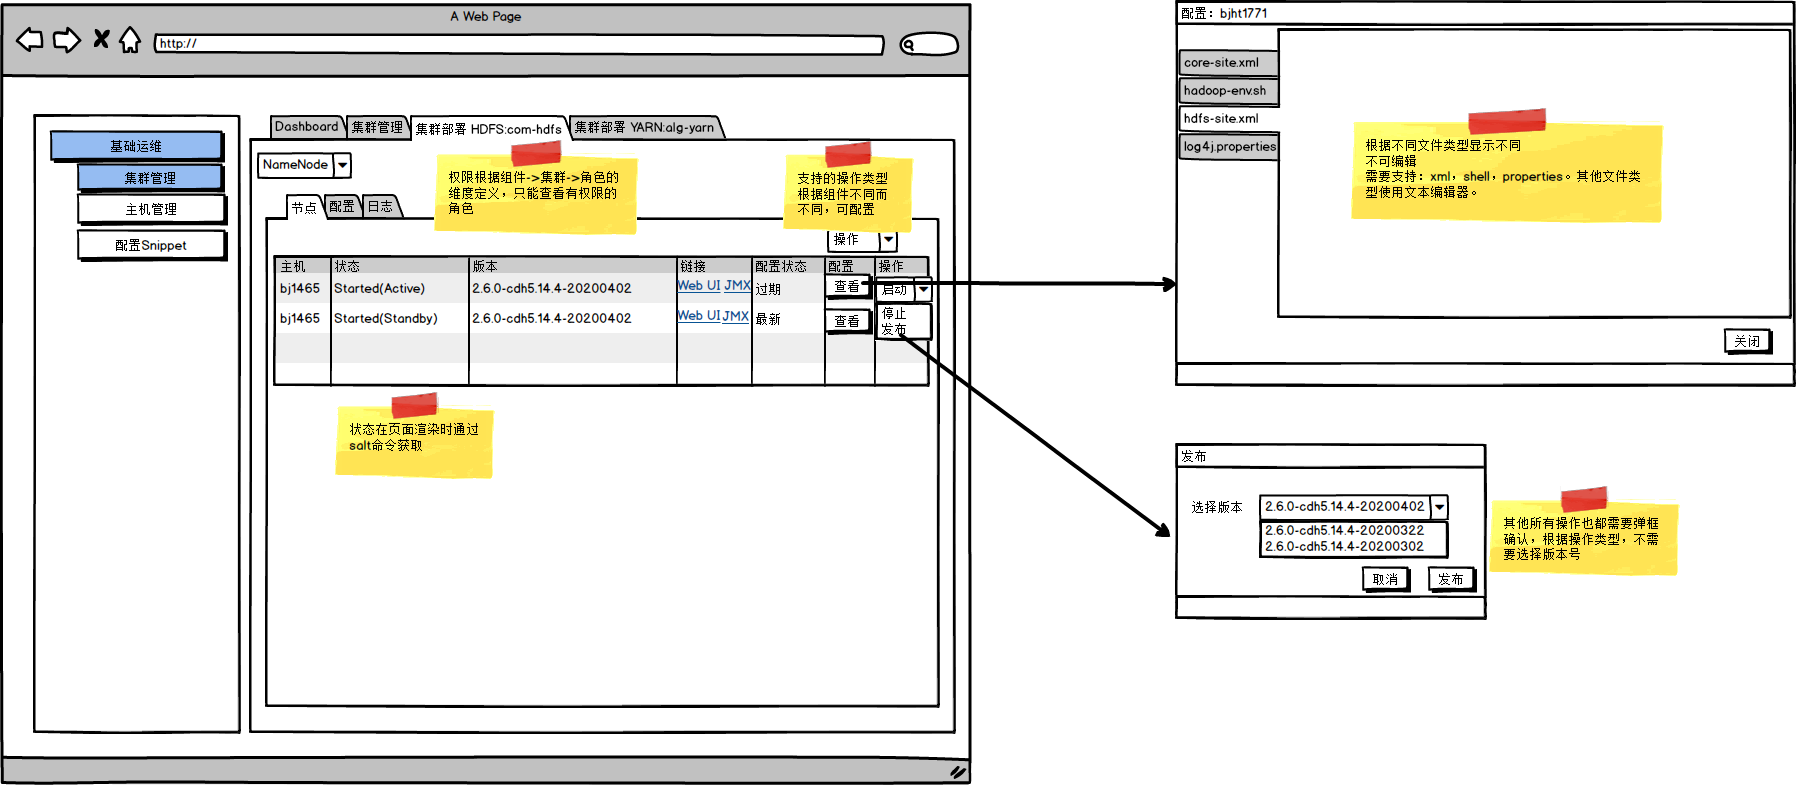 A Web Page
http://
基础运维
集群管理
主机管理
配置Snippet
Dashboard
集群管理
集群部署 HDFS:com-hdfs
集群部署 YARN:alg-yarn
NameNode
权限根据组件->集群->角色的
维度定义，只能查看有权限的
角色
支持的操作类型
根据组件不同而
不同，可配置
节点
配置
日志
操作
主机 状态 版本 链接 配置状态 配置 操作
bj1465 Started(Active) 2.6.0-cdh5.14.4-20200402 Web UI JMX 过期 查看 启动
bj1465 Started(Standby) 2.6.0-cdh5.14.4-20200402 Web UI JMX 最新 查看
停止
发布
状态在页面渲染时通过
salt命令获取
配置：bjht1771
core-site.xml
hadoop-env.sh
hdfs-site.xml
log4j.properties
根据不同文件类型显示不同
不可编辑
需要支持：xml，shell，properties。其他文件类
型使用文本编辑器。
关闭
发布
选择版本
2.6.0-cdh5.14.4-20200402
2.6.0-cdh5.14.4-20200322
2.6.0-cdh5.14.4-20200302
取消
发布
其他所有操作也都需要弹框
确认，根据操作类型，不需
要选择版本号